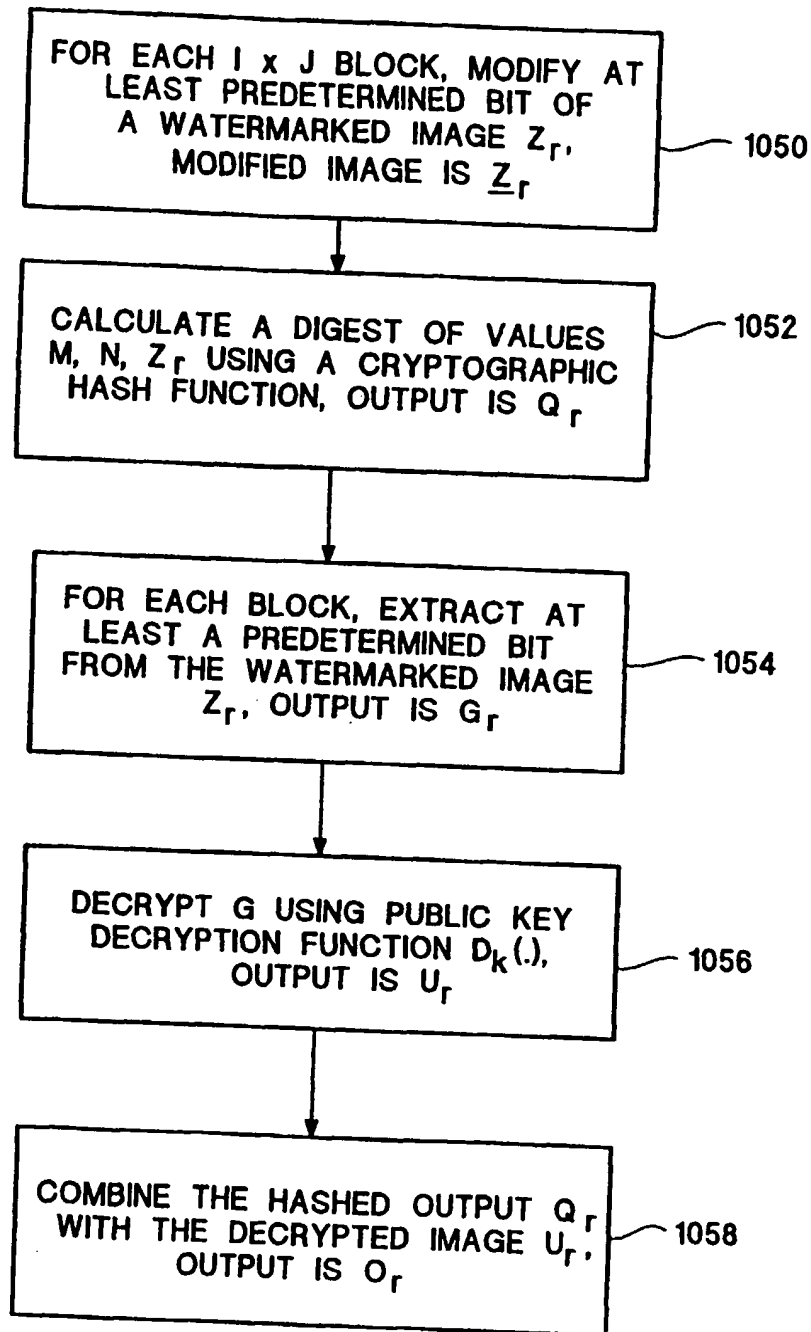 FOR EACH I x J BLOCK, MODIFY AT
LEAST PREDETERMINED BIT OF
A WATERMARKED IMAGE Zr,
MODIFIED IMAGE IS Zr
1050
CALCULATE A DIGEST OF VALUES
M, N, Zr USING A CRYPTOGRAPHIC
HASH FUNCTION, OUTPUT IS Qr
1052
FOR EACH BLOCK, EXTRACT AT
LEAST A PREDETERMINED BIT
FROM THE WATERMARKED IMAGE
Zr, OUTPUT IS Gr
1054
DECRYPT G USING PUBLIC KEY
DECRYPTION FUNCTION Dk(.),
OUTPUT IS Ur
1056
COMBINE THE HASHED OUTPUT Qr
WITH THE DECRYPTED IMAGE Ur,
OUTPUT IS Or
1058